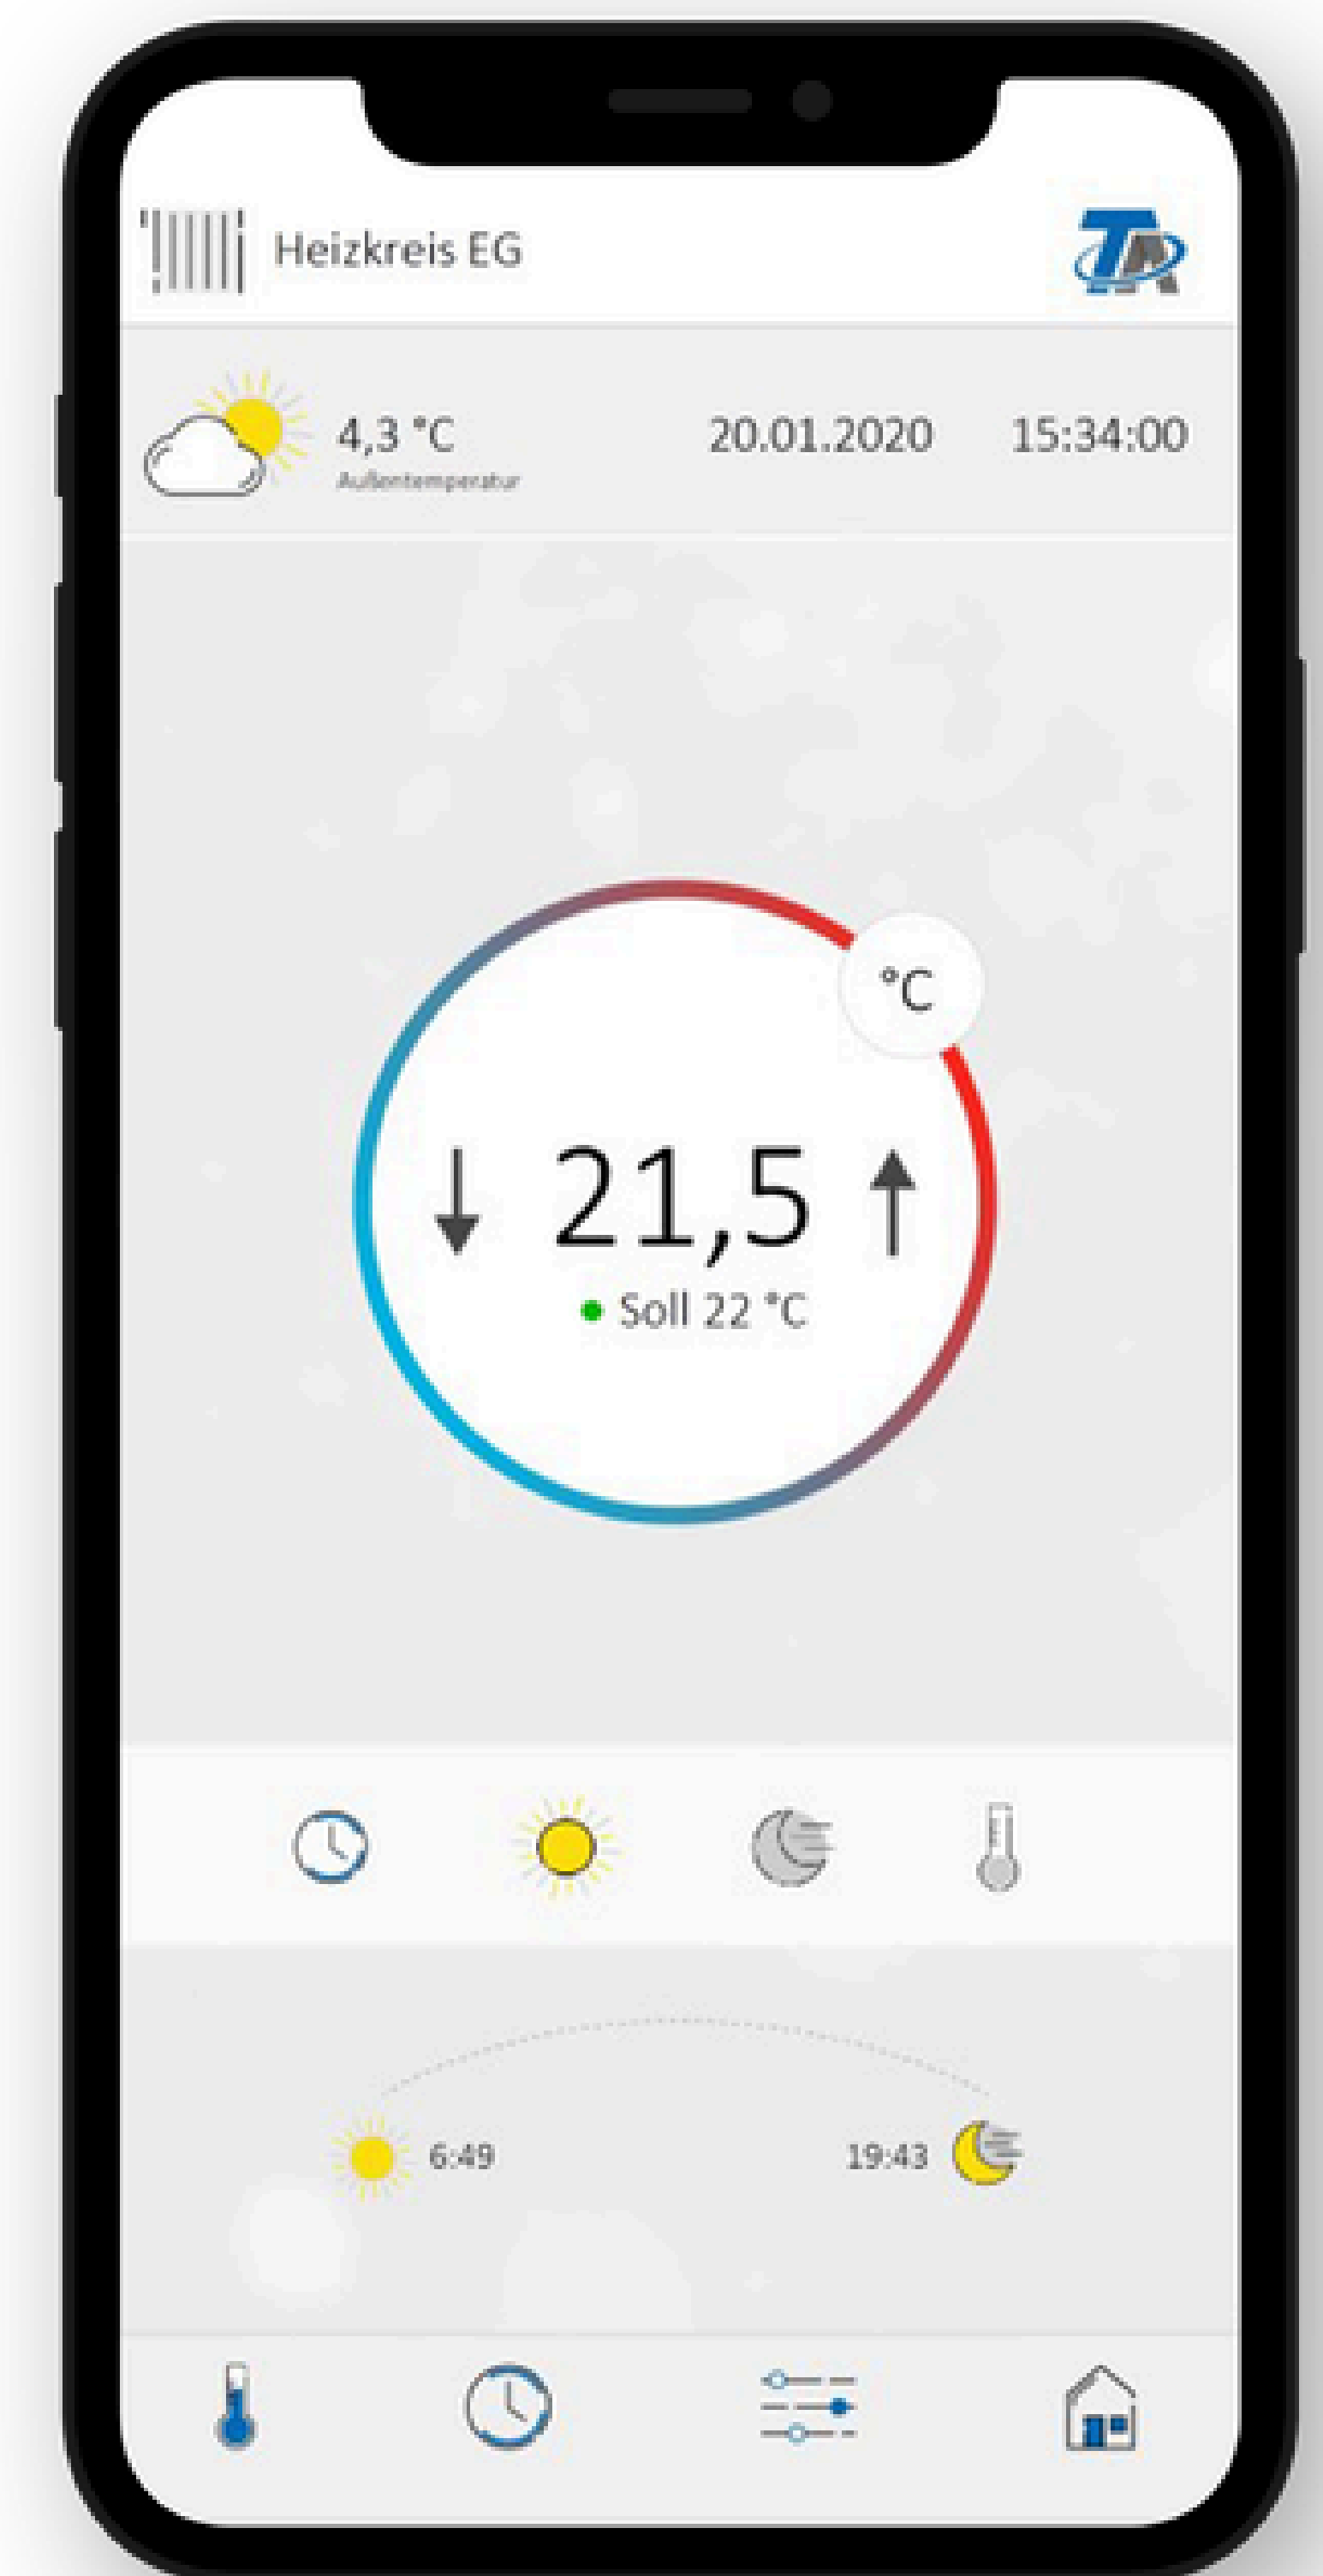 Heizkreis EG
TA
4,3 °C
Außentemperatur
20.01.2020
15:34:00
°C
21,5
Soll 22 °C
6:49
19:43